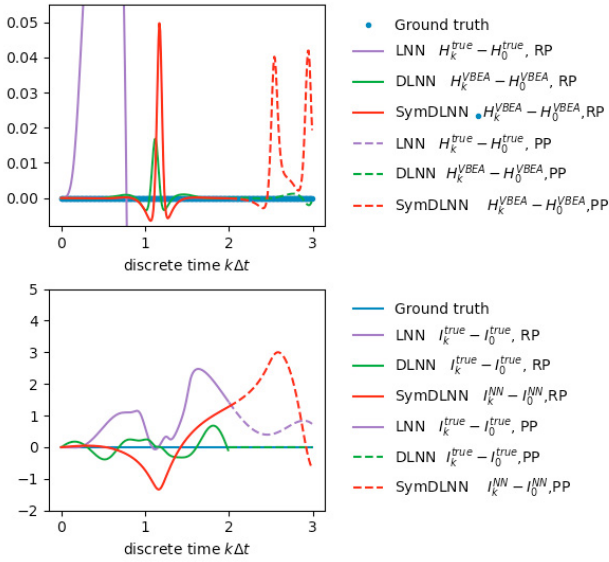 0.05
0.04
0.03
0.02
0.01
0.00
0
1
2
3
discrete time kΔt
Ground truth
LNN H_k^{true} − H_0^{true}, RP
DLNN H_k^{VBEA} − H_0^{VBEA}, RP
SymDLNN H_k^{VBEA} − H_0^{VBEA},RP
LNN H_k^{true} − H_0^{true}, PP
DLNN H_k^{VBEA} − H_0^{VBEA},PP
SymDLNN H_k^{VBEA} − H_0^{VBEA},PP
5
4
3
2
1
0
−1
−2
0
1
2
3
discrete time kΔt
Ground truth
LNN I_k^{true} − I_0^{true}, RP
DLNN I_k^{true} − I_0^{true}, RP
SymDLNN I_k^{NN} − I_0^{NN},RP
LNN I_k^{true} − I_0^{true}, PP
DLNN I_k^{true} − I_0^{true},PP
SymDLNN I_k^{NN} − I_0^{NN},PP